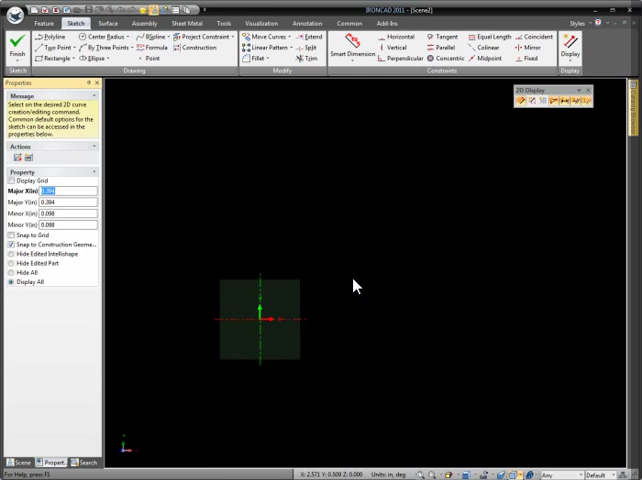 IRONCAD 2011 - [Scene2]
Feature Sketch Surface Assembly Sheet Metal Tools Visualization Annotation Common Add-Ins Styles
Polyline Center Radius BSpline Project Constraint Move Curves Extend Horizontal Equal Length Coincident
Finish Two Point By Three Points Formula Construction Linear Pattern Split Smart Dimension Vertical Parallel Colinear Mirror Display
Rectangle Ellipse Point Fillet Trim Perpendicular Concentric Midpoint Fixed
Sketch Drawing Modify Constraints Display
Properties
2D Display
Message
Select on the desired 2D curve
creation/editing command.
Common default options for the
sketch can be accessed in the
properties below.
Actions
Property
Display Grid
Major X(in) 0.394
Major Y(in) 0.394
Minor X(in) 0.098
Minor Y(in) 0.098
Snap to Grid
Snap to Construction Geome...
Hide Edited Intellishape
Hide Edited Part
Hide All
Display All
Scene Propert... Search
For Help, press F1 X: 2.571 Y: 0.509 Z: 0.000 Units: in, deg Any Default